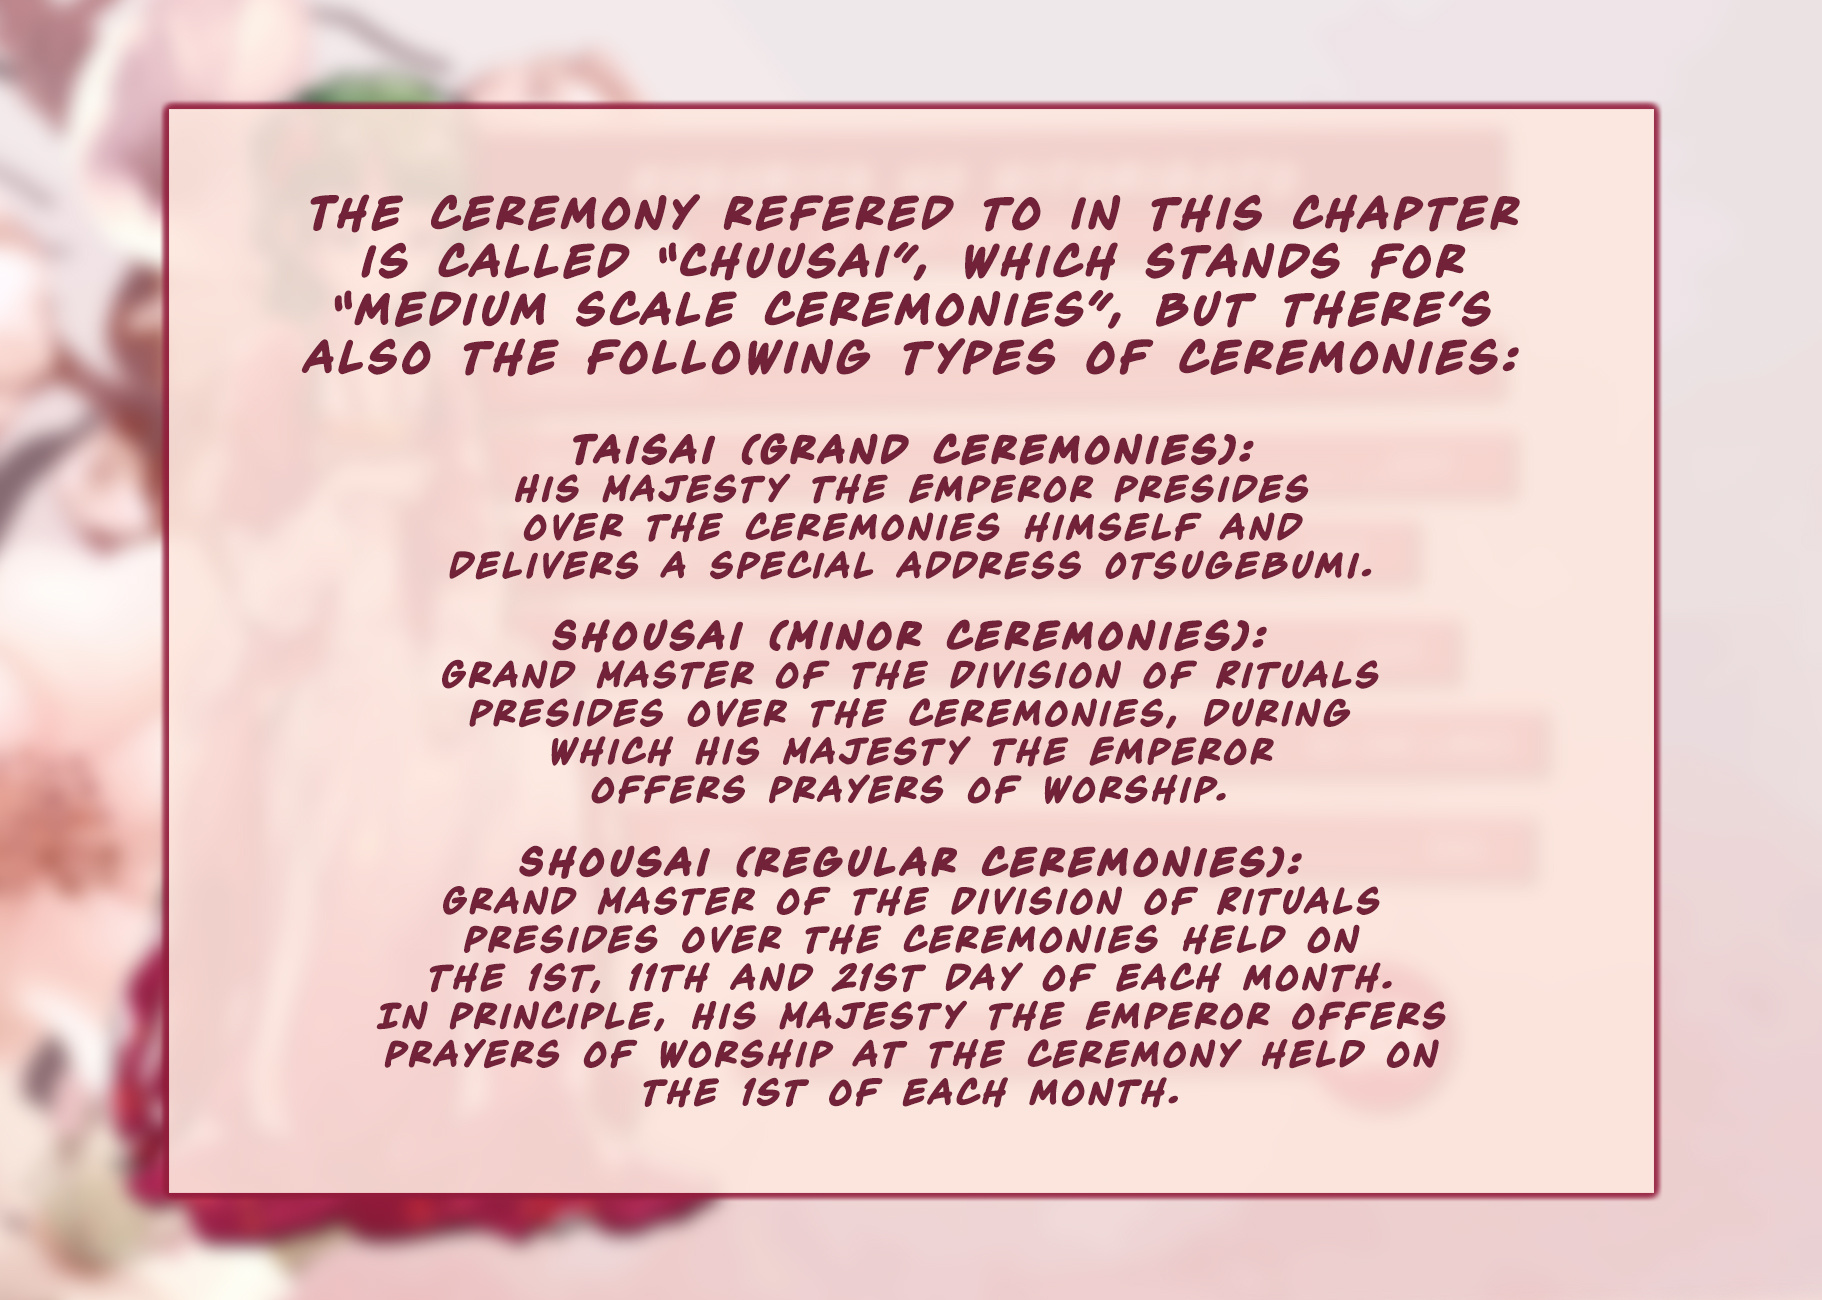 THE CEREMONY REFERED TO IN THIS CHAPTER
IS CALLED "CHUUSAI", WHICH STANDS FOR
"MEDIUM SCALE CEREMONIES", BUT THERE'S
ALSO THE FOLLOWING TYPES OF CEREMONIES:
TAISAI (GRAND CEREMONIES):
HIS MAJESTY THE EMPEROR PRESIDES
OVER THE CEREMONIES HIMSELF AND
DELIVERS A SPECIAL ADDRESS OTSUGEBUMI.
SHOUSAI (MINOR CEREMONIES):
GRAND MASTER OF THE DIVISION OF RITUALS
PRESIDES OVER THE CEREMONIES, DURING
WHICH HIS MAJESTY THE EMPEROR
OFFERS PRAYERS OF WORSHIP.
SHOUSAI (REGULAR CEREMONIES):
GRAND MASTER OF THE DIVISION OF RITUALS
PRESIDES OVER THE CEREMONIES HELD ON
THE 1ST, 11TH AND 21ST DAY OF EACH MONTH.
IN PRINCIPLE, HIS MAJESTY THE EMPEROR OFFERS
PRAYERS OF WORSHIP AT THE CEREMONY HELD ON
THE 1ST OF EACH MONTH.